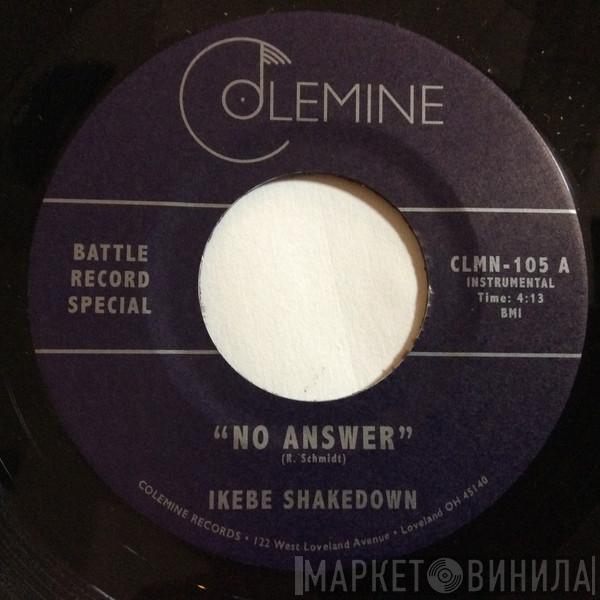 COLEMINE
BATTLE
RECORD
SPECIAL
CLMN-105 A
INSTRUMENTAL
Time: 4:13
BMI
"NO ANSWER"
(R. Schmidt)
IKEBE SHAKEDOWN
COLEMINE RECORDS • 122 West Loveland Avenue • Loveland OH 45140
МАРКЕТ ВИНИЛА